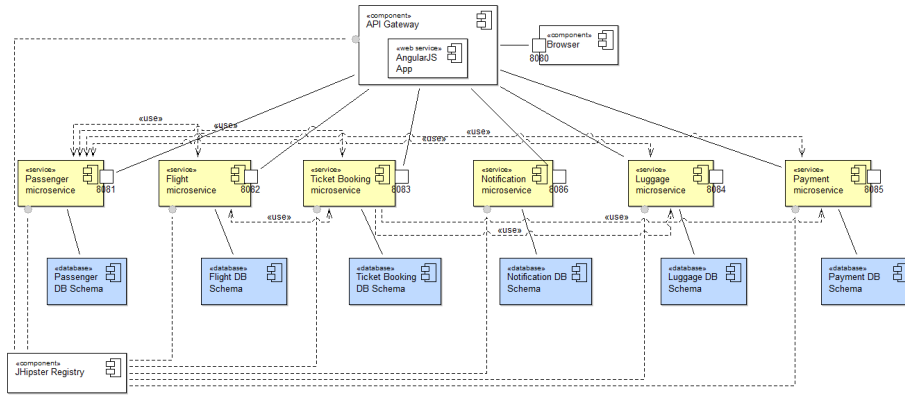 «component»
API Gateway
«web service»
AngularJS
App
«component»
Browser
8080
«use»
«use»
«use»
«use»
«service»
Passenger
microservice
8081
«service»
Flight
microservice
8082
«service»
Ticket Booking
microservice
8083
«service»
Notification
microservice
8086
«service»
Luggage
microservice
8084
«service»
Payment
microservice
8085
«use»
«use»
«use»
«database»
Passenger
DB Schema
«database»
Flight DB
Schema
«database»
Ticket Booking
DB Schema
«database»
Notification DB
Schema
«database»
Luggage DB
Schema
«database»
Payment DB
Schema
«component»
JHipster Registry